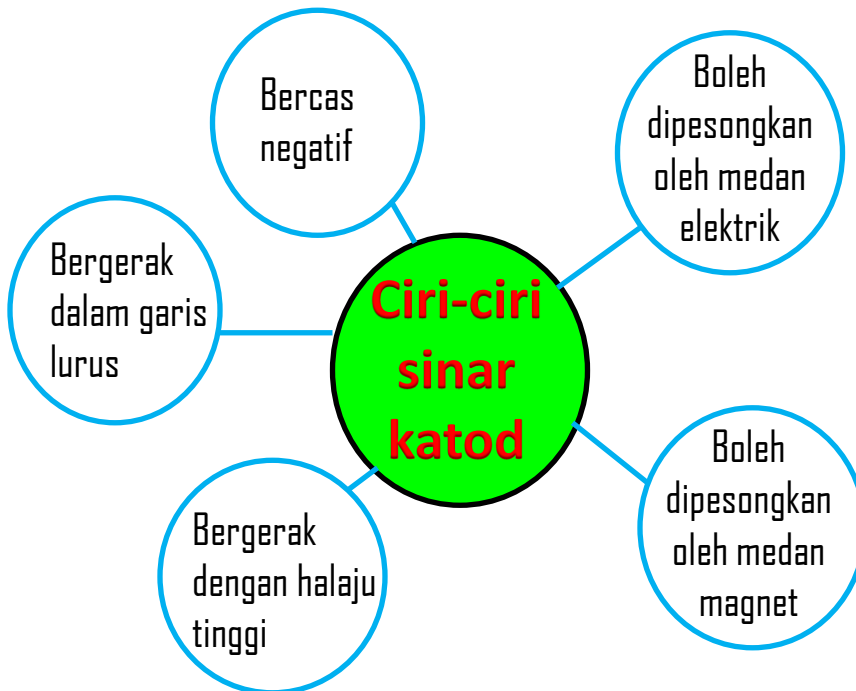 Ciri-ciri
sinar
katod
Bercas
negatif
Boleh
dipesongkan
oleh medan
elektrik
Bergerak
dalam garis
lurus
Boleh
dipesongkan
oleh medan
magnet
Bergerak
dengan halaju
tinggi